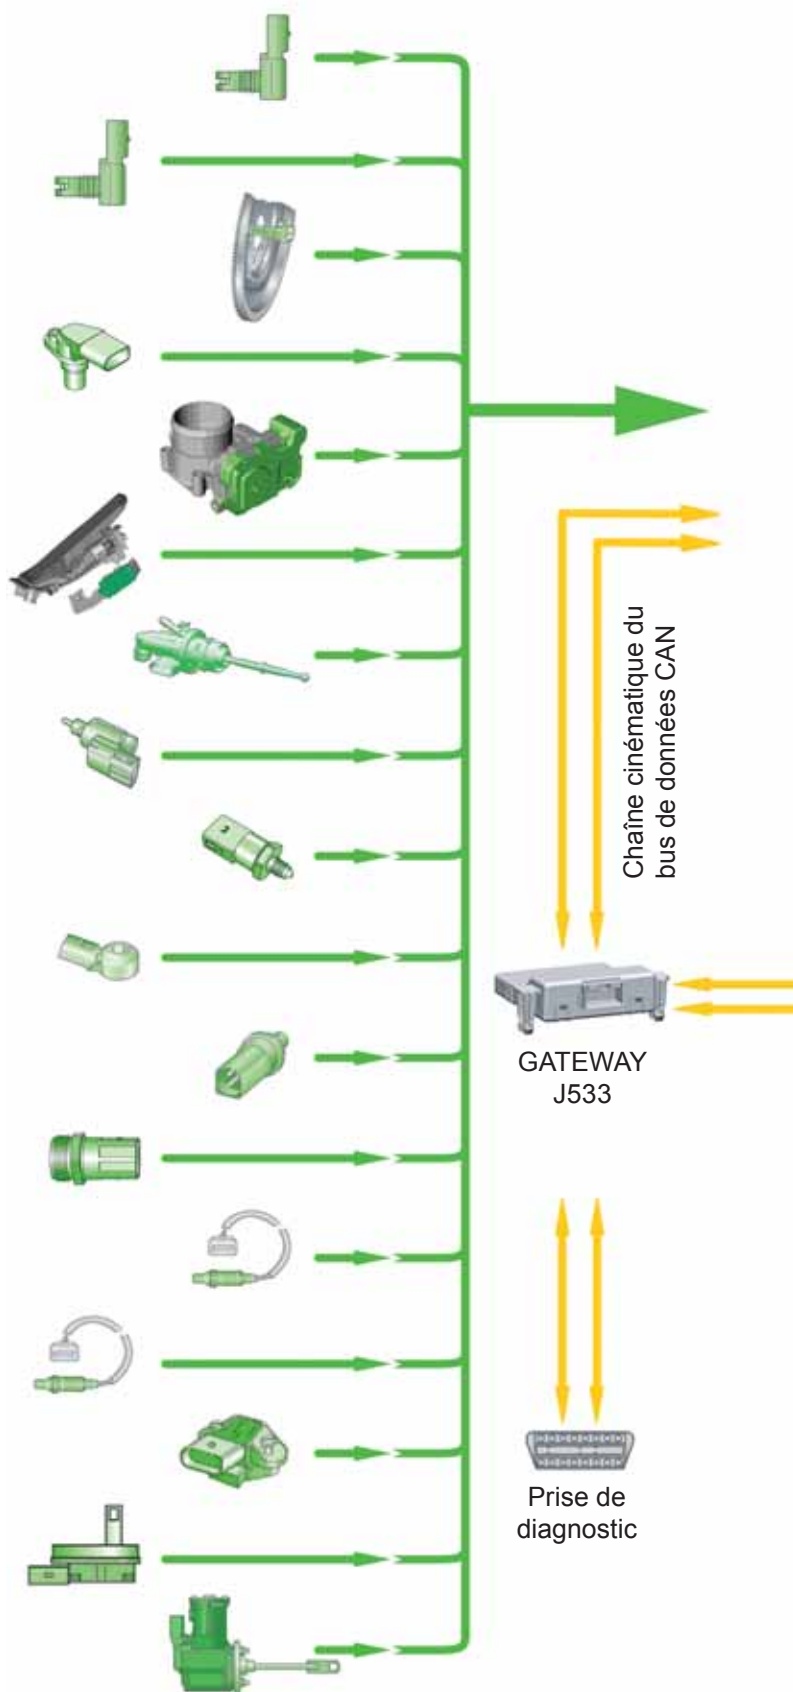 Chaîne cinématique du
bus de données CAN
GATEWAY
J533
Prise de
diagnostic